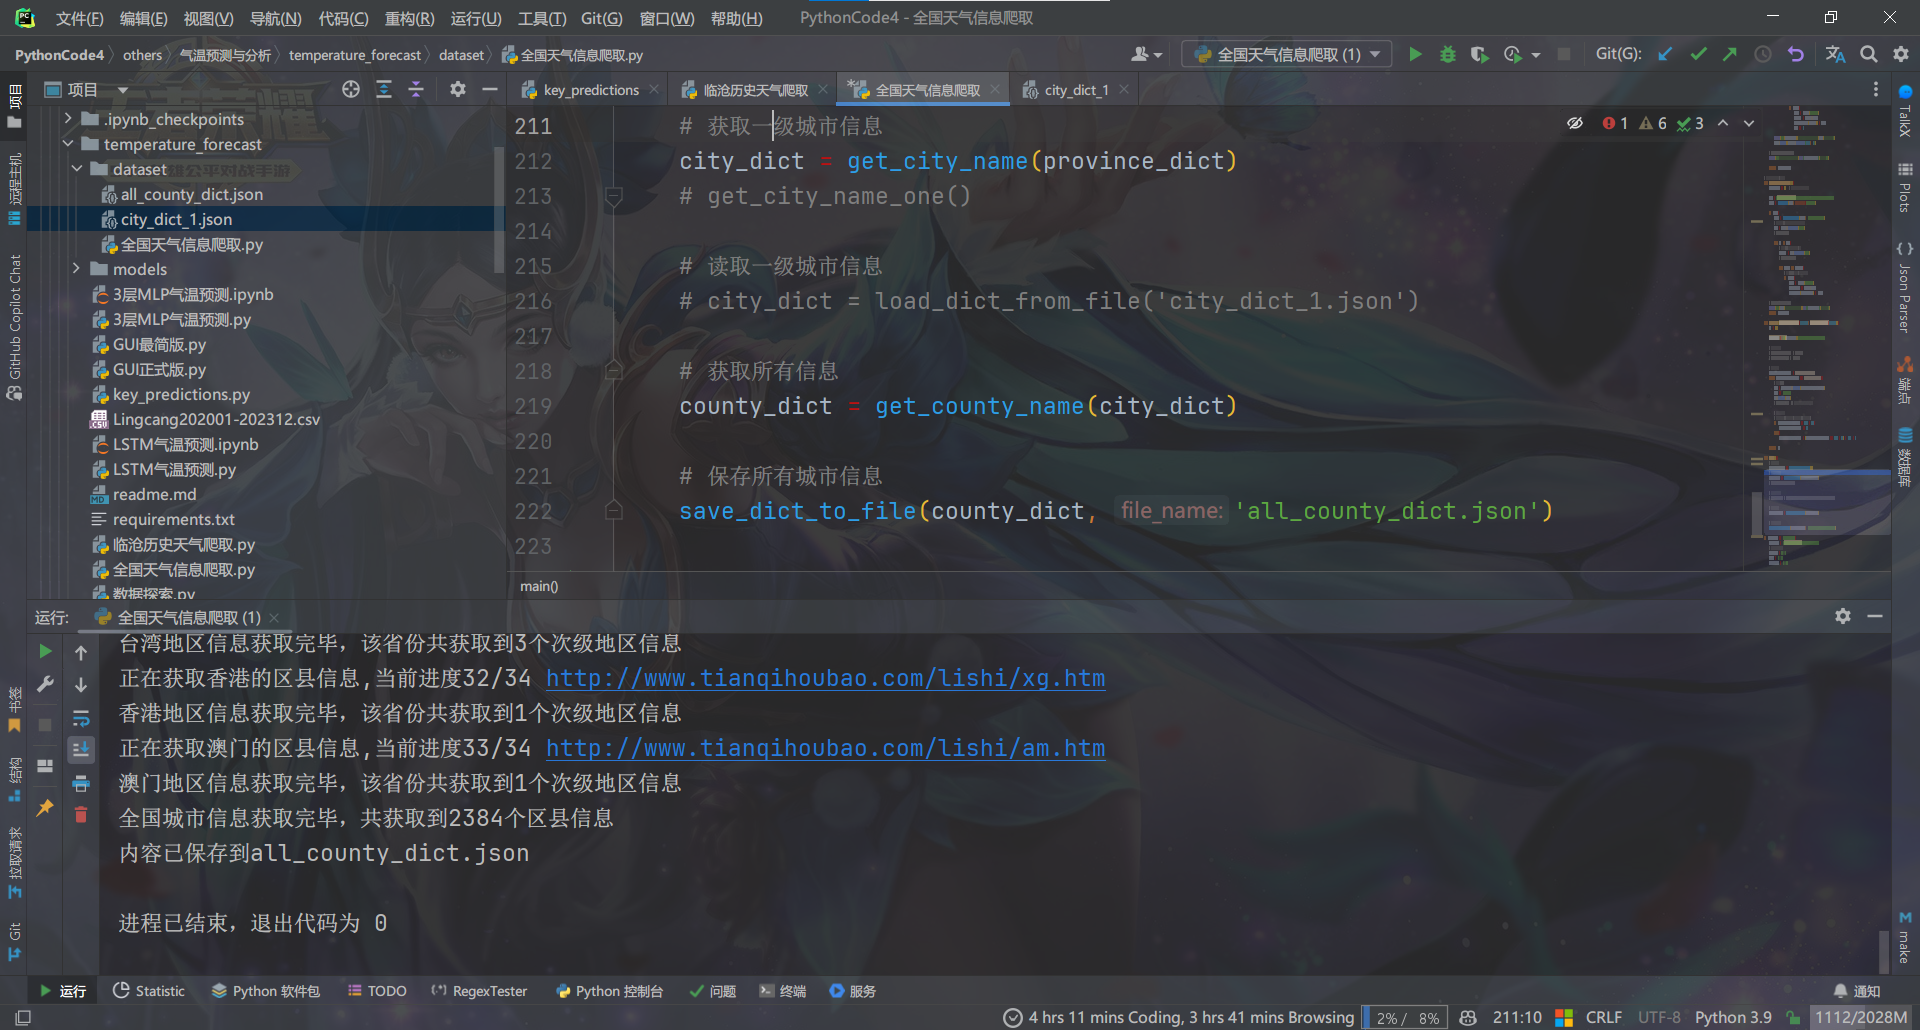 文件(F) 编辑(E) 视图(V) 导航(N) 代码(C) 重构(R) 运行(U) 工具(T) Git(G) 窗口(W) 帮助(H) PythonCode4 - 全国天气信息爬取
PythonCode4 others 气温预测与分析 temperature_forecast dataset 全国天气信息爬取.py 全国天气信息爬取 (1) Git(G):
项目 key_predictions 临沧历史天气爬取 全国天气信息爬取 city_dict_1
.ipynb_checkpoints
temperature_forecast
dataset
all_county_dict.json
city_dict_1.json
全国天气信息爬取.py
models
3层MLP气温预测.ipynb
3层MLP气温预测.py
GUI最简版.py
GUI正式版.py
key_predictions.py
Lingcang202001-202312.csv
LSTM气温预测.ipynb
LSTM气温预测.py
readme.md
requirements.txt
临沧历史天气爬取.py
全国天气信息爬取.py
数据探索.py
1 6 3
211 # 获取一级城市信息
212 city_dict = get_city_name(province_dict)
213 # get_city_name_one()
214
215 # 读取一级城市信息
216 # city_dict = load_dict_from_file('city_dict_1.json')
217
218 # 获取所有信息
219 county_dict = get_county_name(city_dict)
220
221 # 保存所有城市信息
222 save_dict_to_file(county_dict, file_name: 'all_county_dict.json')
223
main()
运行: 全国天气信息爬取 (1)
台湾地区信息获取完毕，该省份共获取到3个次级地区信息
正在获取香港的区县信息,当前进度32/34 http://www.tianqihoubao.com/lishi/xg.htm
香港地区信息获取完毕，该省份共获取到1个次级地区信息
正在获取澳门的区县信息,当前进度33/34 http://www.tianqihoubao.com/lishi/am.htm
澳门地区信息获取完毕，该省份共获取到1个次级地区信息
全国城市信息获取完毕，共获取到2384个区县信息
内容已保存到all_county_dict.json
进程已结束，退出代码为 0
项目
远程主机
GitHub Copilot Chat
书签
结构
拉取请求
Git
TalkX
Plots
Json Parser
端点
数据库
make
运行 Statistic Python 软件包 TODO RegexTester Python 控制台 问题 终端 服务 通知
4 hrs 11 mins Coding, 3 hrs 41 mins Browsing 2% / 8% 211:10 CRLF UTF-8 Python 3.9 1112/2028M